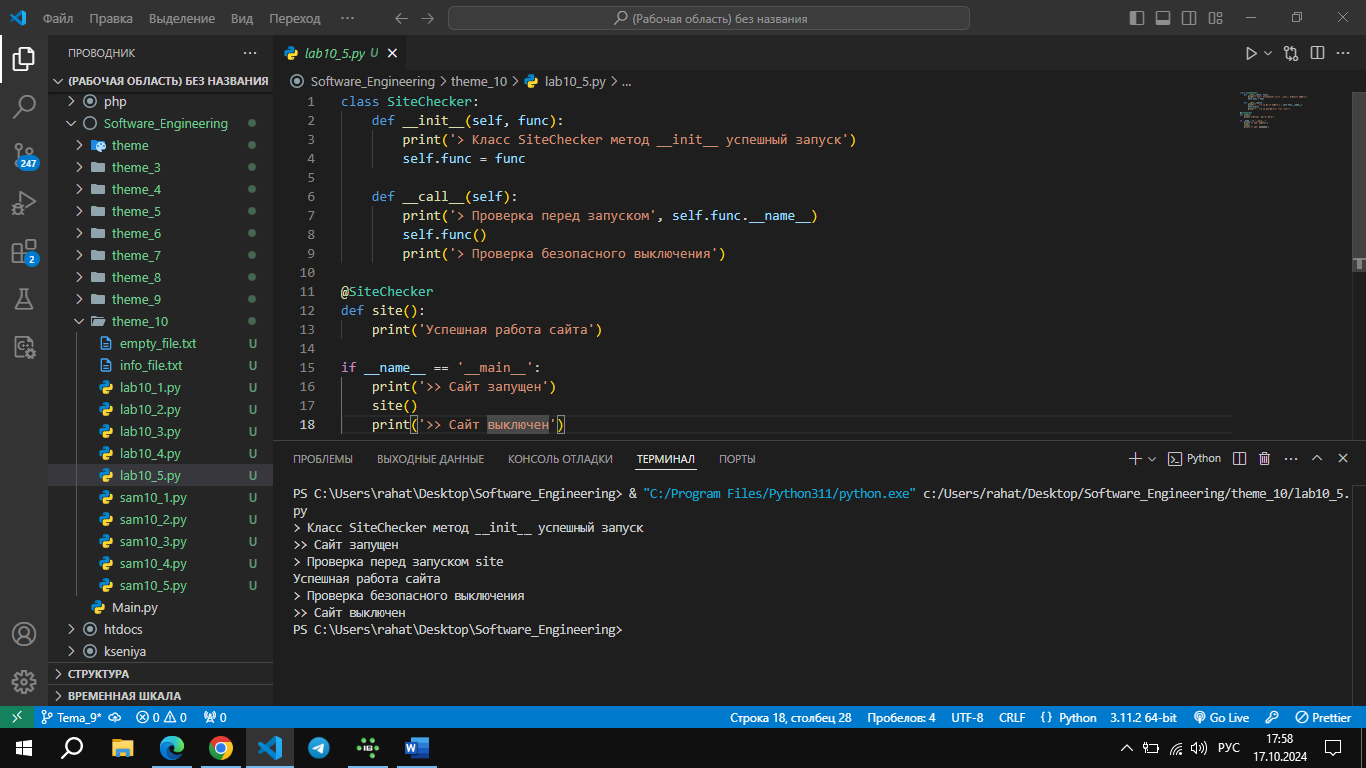 Файл Правка Выделение Вид Переход ··· (Рабочая область) без названия
ПРОВОДНИК ···
(РАБОЧАЯ ОБЛАСТЬ) БЕЗ НАЗВАНИЯ
php
Software_Engineering
theme
theme_3
theme_4
theme_5
theme_6
theme_7
theme_8
theme_9
theme_10
empty_file.txt U
info_file.txt U
lab10_1.py U
lab10_2.py U
lab10_3.py U
lab10_4.py U
lab10_5.py U
sam10_1.py U
sam10_2.py U
sam10_3.py U
sam10_4.py U
sam10_5.py U
Main.py
htdocs
kseniya
СТРУКТУРА
ВРЕМЕННАЯ ШКАЛА
247
2
lab10_5.py U
Software_Engineering > theme_10 > lab10_5.py > ...
1 class SiteChecker:
2 def __init__(self, func):
3 print('> Класс SiteChecker метод __init__ успешный запуск')
4 self.func = func
5
6 def __call__(self):
7 print('> Проверка перед запуском', self.func.__name__)
8 self.func()
9 print('> Проверка безопасного выключения')
10
11 @SiteChecker
12 def site():
13 print('Успешная работа сайта')
14
15 if __name__ == '__main__':
16 print('>> Сайт запущен')
17 site()
18 print('>> Сайт выключен')
ПРОБЛЕМЫ ВЫХОДНЫЕ ДАННЫЕ КОНСОЛЬ ОТЛАДКИ ТЕРМИНАЛ ПОРТЫ Python
PS C:\Users\rahat\Desktop\Software_Engineering> & "C:/Program Files/Python311/python.exe" c:/Users/rahat/Desktop/Software_Engineering/theme_10/lab10_5.
py
> Класс SiteChecker метод __init__ успешный запуск
>> Сайт запущен
> Проверка перед запуском site
Успешная работа сайта
> Проверка безопасного выключения
>> Сайт выключен
PS C:\Users\rahat\Desktop\Software_Engineering>
Tema_9* 0 0 0 Строка 18, столбец 28 Пробелов: 4 UTF-8 CRLF {} Python 3.11.2 64-bit Go Live Prettier
РУС 17:58
17.10.2024